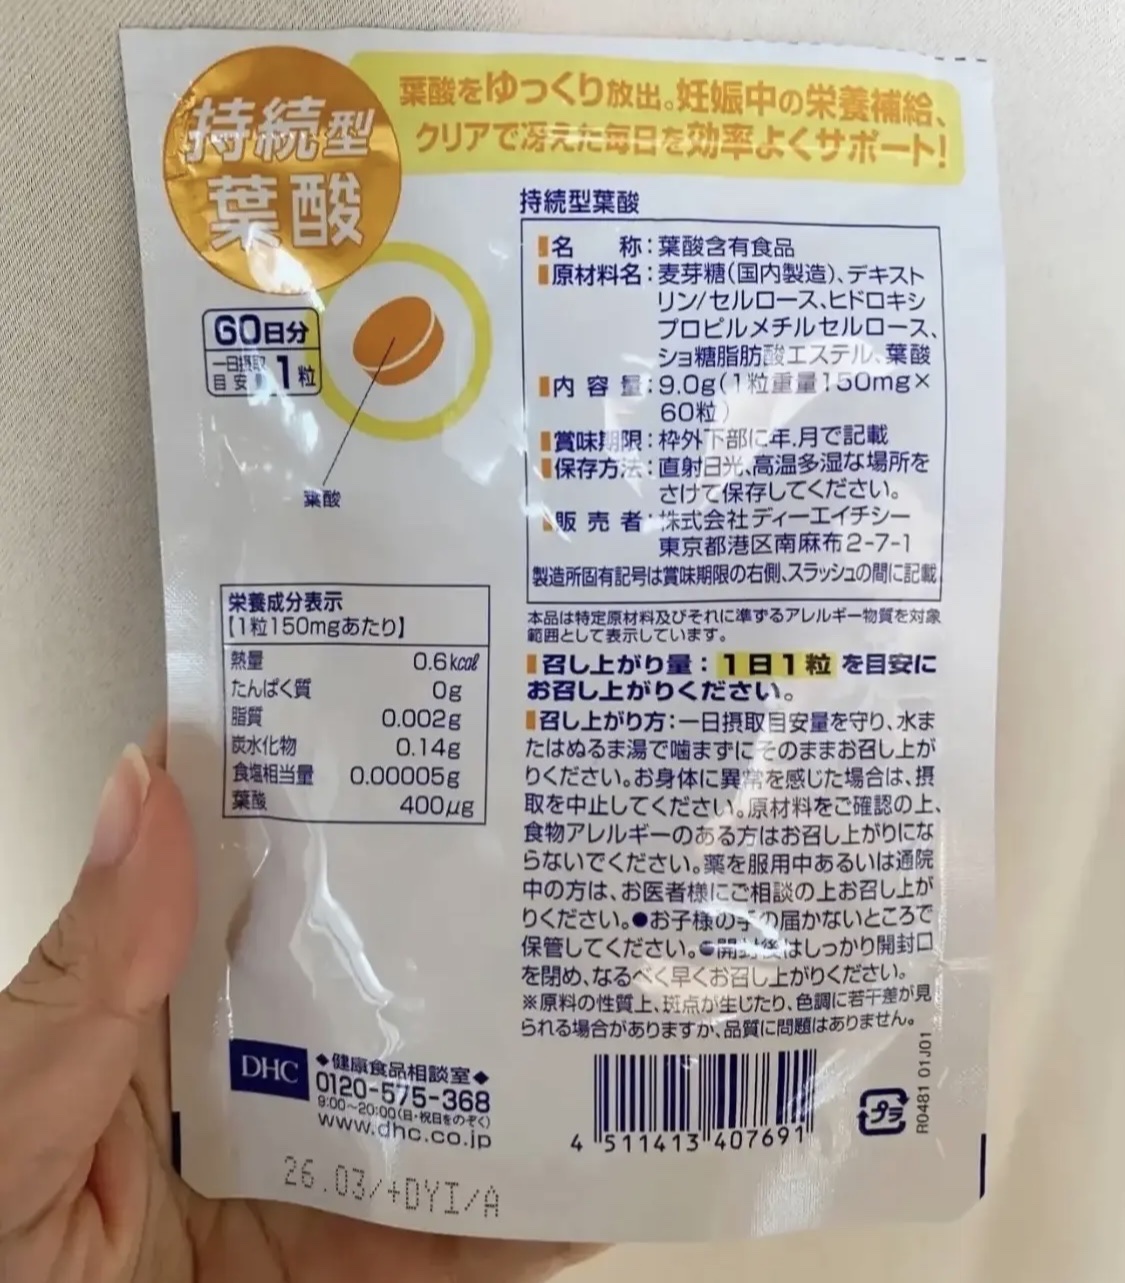 持続型
葉酸
葉酸をゆっくり放出。妊娠中の栄養補給、
クリアで冴えた毎日を効率よくサポート!
60日分
一日摂取
目安量
1粒
葉酸
持続型葉酸
名 称:葉酸含有食品
原材料名:麦芽糖(国内製造)、デキスト
リン/セルロース、ヒドロキシ
プロピルメチルセルロース、
ショ糖脂肪酸エステル、葉酸
内容量:9.0g(1粒重量150mg×
60粒)
賞味期限:枠外下部に年.月で記載
保存方法:直射日光、高温多湿な場所を
さけて保存してください。
販売者:株式会社ディーエイチシー
東京都港区南麻布2-7-1
製造所固有記号は賞味期限の右側、スラッシュの間に記載
本品は特定原材料及びそれに準ずるアレルギー物質を対象
範囲として表示しています。
召し上がり量:1日1粒を目安に
お召し上がりください。
召し上がり方:一日摂取目安量を守り、水ま
たはぬるま湯で噛まずにそのままお召し上が
りください。お身体に異常を感じた場合は、摂
取を中止してください。原材料をご確認の上、
食物アレルギーのある方はお召し上がりにな
らないでください。薬を服用中あるいは通院
中の方は、お医者様にご相談の上お召し上が
りください。●お子様の手の届かないところで
保管してください。●開封後はしっかり開封口
を閉め、なるべく早くお召し上がりください。
※原料の性質上、斑点が生じたり、色調に若干差が見
られる場合がありますが、品質に問題はありません。
栄養成分表示
【1粒150mgあたり】
熱量 0.6kcal
たんぱく質 0g
脂質 0.002g
炭水化物 0.14g
食塩相当量 0.00005g
葉酸 400μg
DHC
◆健康食品相談室◆
0120-575-368
9:00~20:00(日・祝日をのぞく)
www.dhc.co.jp
4 511413 407691
プラ
R0481 01J01
26.03/+DYI/A